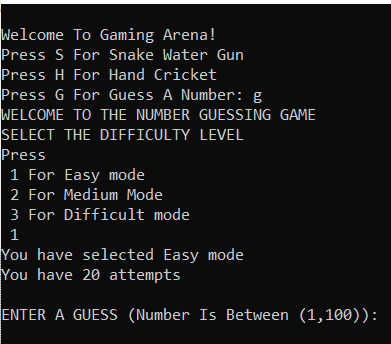 Welcome To Gaming Arena!
Press S For Snake Water Gun
Press H For Hand Cricket
Press G For Guess A Number: g
WELCOME TO THE NUMBER GUESSING GAME
SELECT THE DIFFICULTY LEVEL
Press
1 For Easy mode
2 For Medium Mode
3 For Difficult mode
1
You have selected Easy mode
You have 20 attempts
ENTER A GUESS (Number Is Between (1,100)):